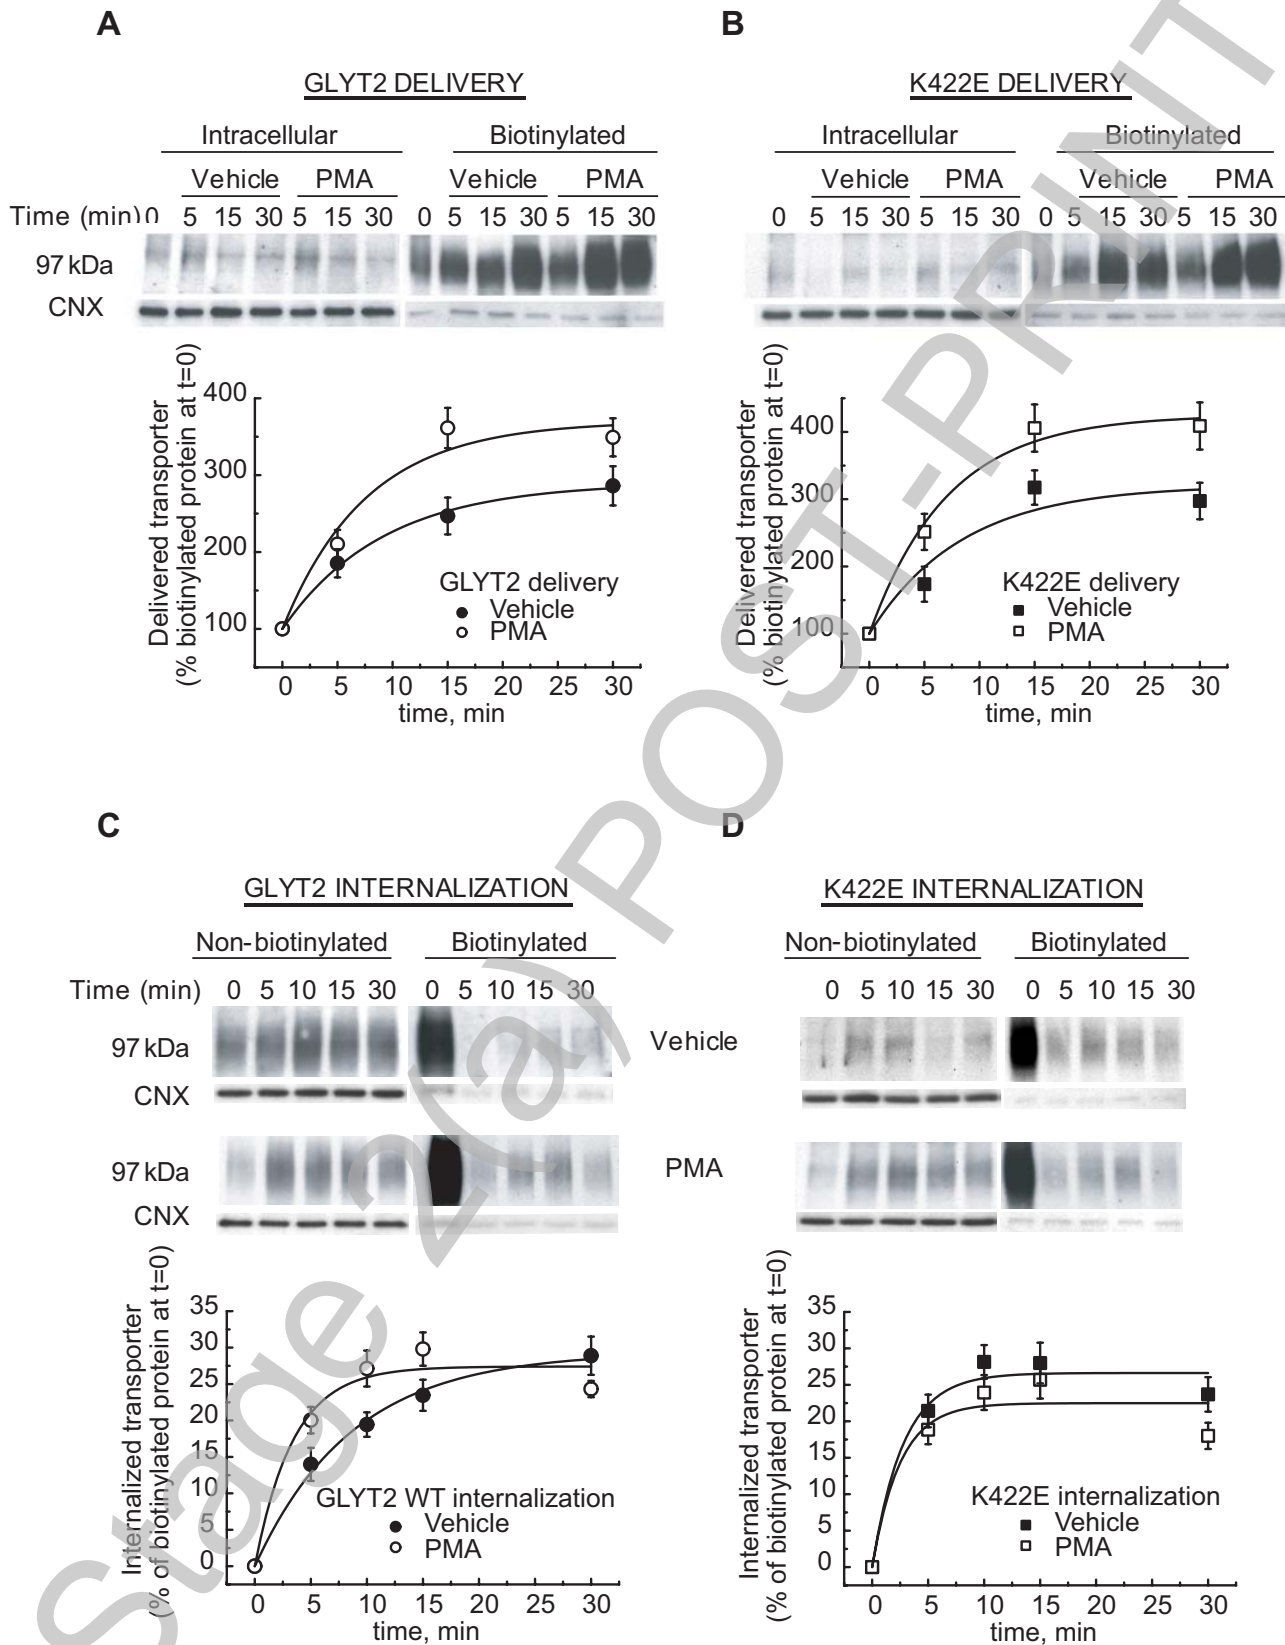 A
GLYT2 DELIVERY
Intracellular Biotinylated
Vehicle PMA Vehicle PMA
Time (min) 0 5 15 30 5 15 30 0 5 15 30 5 15 30
97 kDa
CNX
Delivered transporter
(% biotinylated protein at t=0)
400
300
200
100
GLYT2 delivery
Vehicle
PMA
0 5 10 15 20 25 30
time, min
B
K422E DELIVERY
Intracellular Biotinylated
Vehicle PMA Vehicle PMA
0 5 15 30 5 15 30 0 5 15 30 5 15 30
Delivered transporter
(% biotinylated protein at t=0)
400
300
200
100
K422E delivery
Vehicle
PMA
0 5 10 15 20 25 30
time, min
C
GLYT2 INTERNALIZATION
Non-biotinylated Biotinylated
Time (min) 0 5 10 15 30 0 5 10 15 30
97 kDa
CNX
97 kDa
CNX
Internalized transporter
(% of biotinylated protein at t=0)
35
30
25
20
15
10
5
0
GLYT2 WT internalization
Vehicle
PMA
0 5 10 15 20 25 30
time, min
D
K422E INTERNALIZATION
Non-biotinylated Biotinylated
0 5 10 15 30 0 5 10 15 30
Vehicle
PMA
Internalized transporter
(% of biotinylated protein at t=0)
35
30
25
20
15
10
5
0
K422E internalization
Vehicle
PMA
0 5 10 15 20 25 30
time, min
Stage 2(a) POST-PRINT